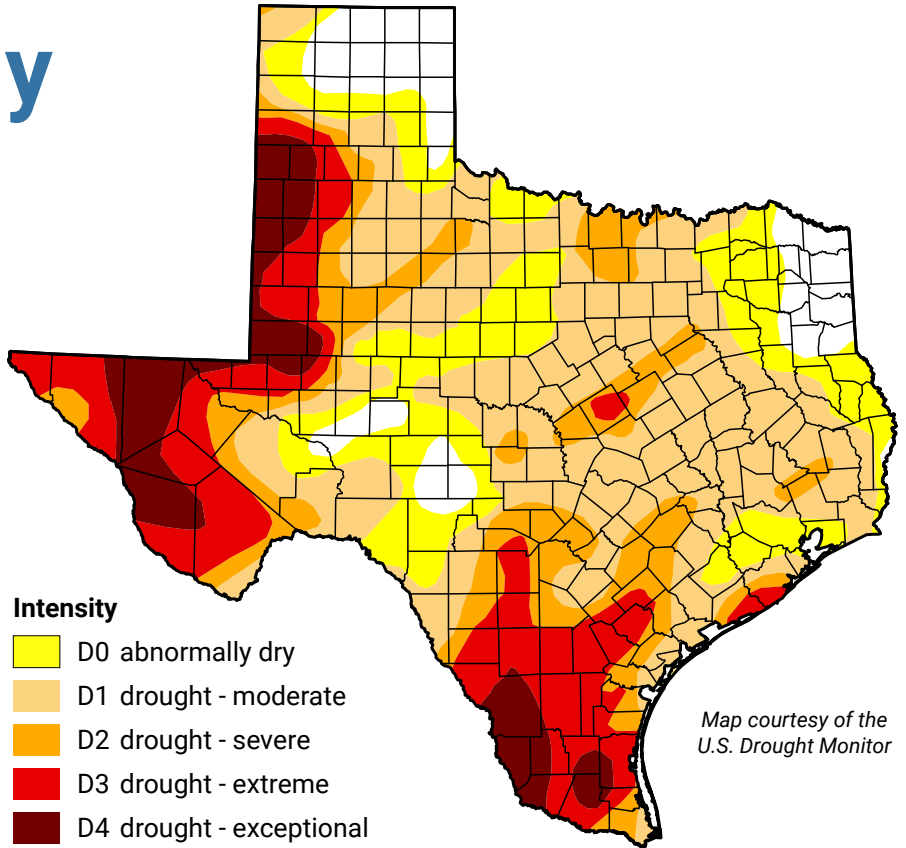 y
Intensity
D0 abnormally dry
D1 drought - moderate
D2 drought - severe
D3 drought - extreme
D4 drought - exceptional
Map courtesy of the
U.S. Drought Monitor